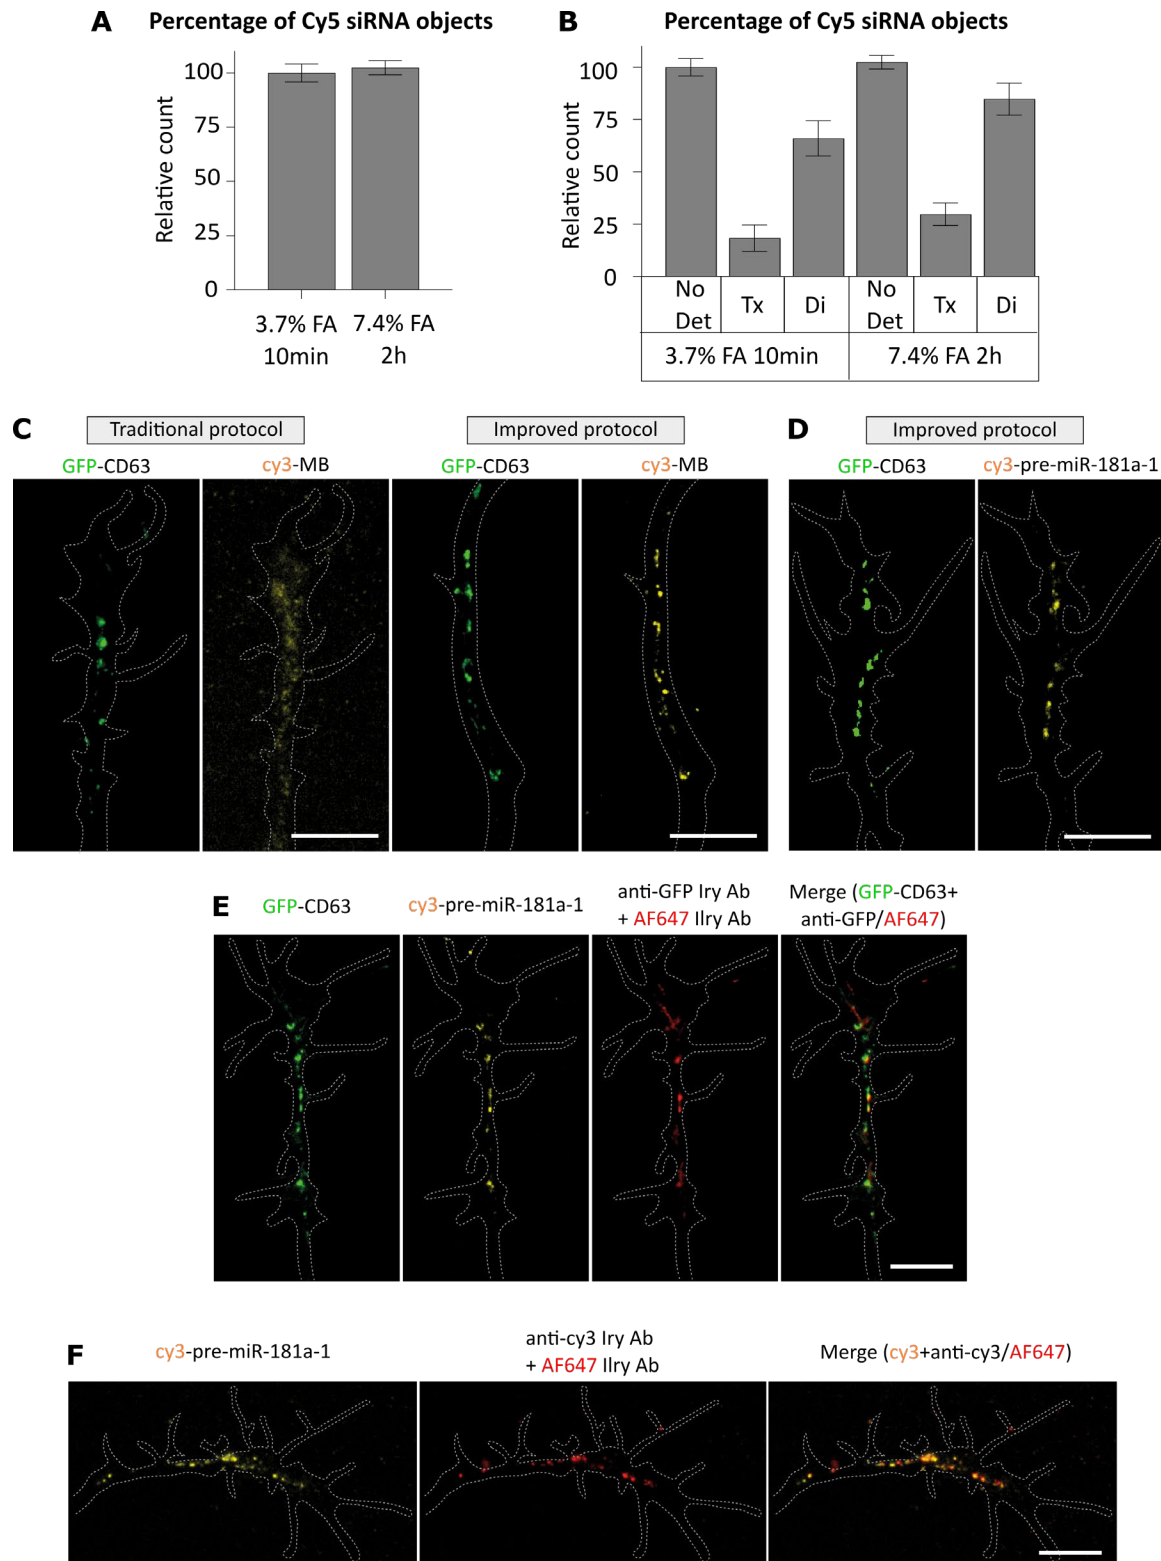 A Percentage of Cy5 siRNA objects
Relative count
100
75
50
25
0
3.7% FA 7.4% FA
10min 2h
B Percentage of Cy5 siRNA objects
Relative count
100
75
50
25
0
No Det Tx Di No Det Tx Di
3.7% FA 10min 7.4% FA 2h
C Traditional protocol Improved protocol
GFP-CD63 cy3-MB GFP-CD63 cy3-MB
D Improved protocol
GFP-CD63 cy3-pre-miR-181a-1
E GFP-CD63 cy3-pre-miR-181a-1
anti-GFP Iry Ab
+ AF647 IIry Ab
Merge (GFP-CD63+
anti-GFP/AF647)
F cy3-pre-miR-181a-1
anti-cy3 Iry Ab
+ AF647 IIry Ab
Merge (cy3+anti-cy3/AF647)